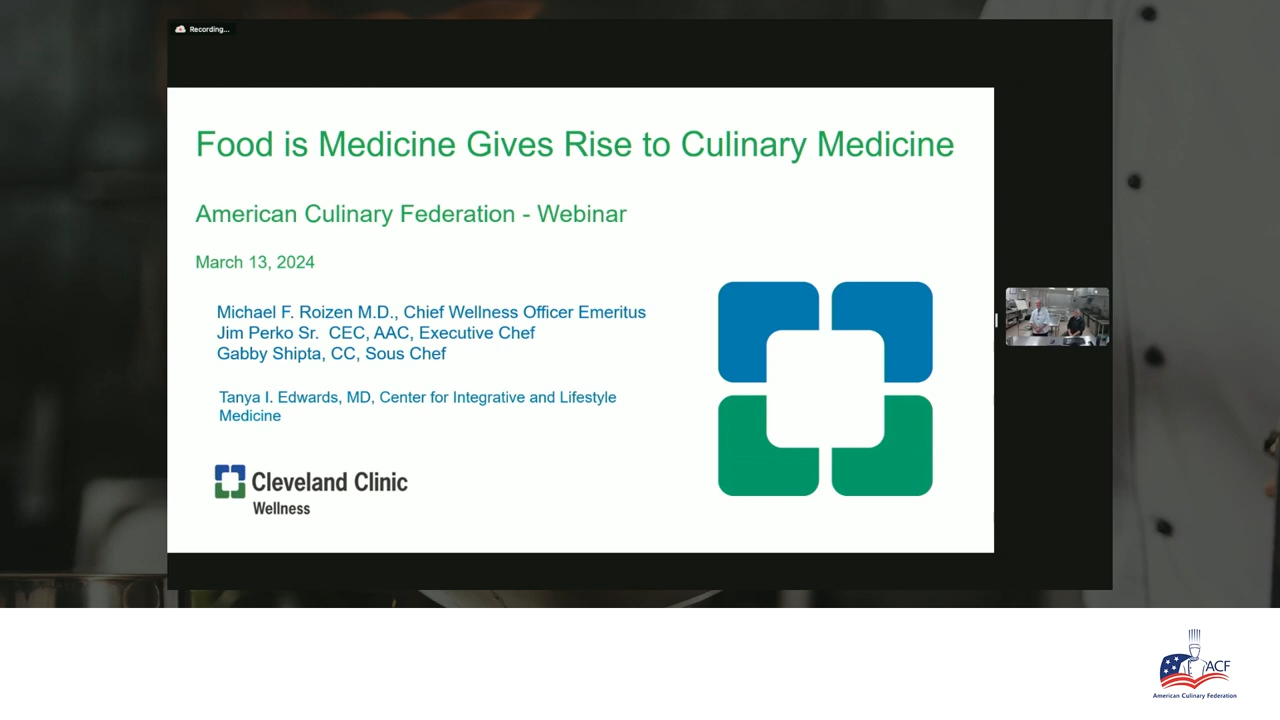 Recording...
Food is Medicine Gives Rise to Culinary Medicine
American Culinary Federation - Webinar
March 13, 2024
Michael F. Roizen M.D., Chief Wellness Officer Emeritus
Jim Perko Sr.  CEC, AAC, Executive Chef
Gabby Shipta, CC, Sous Chef
Tanya I. Edwards, MD, Center for Integrative and Lifestyle
Medicine
Cleveland Clinic
Wellness
ACF
American Culinary Federation